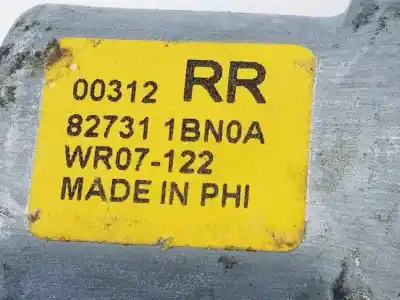 00312 RR
82731 1BN0A
WR07-122
MADE IN PHI